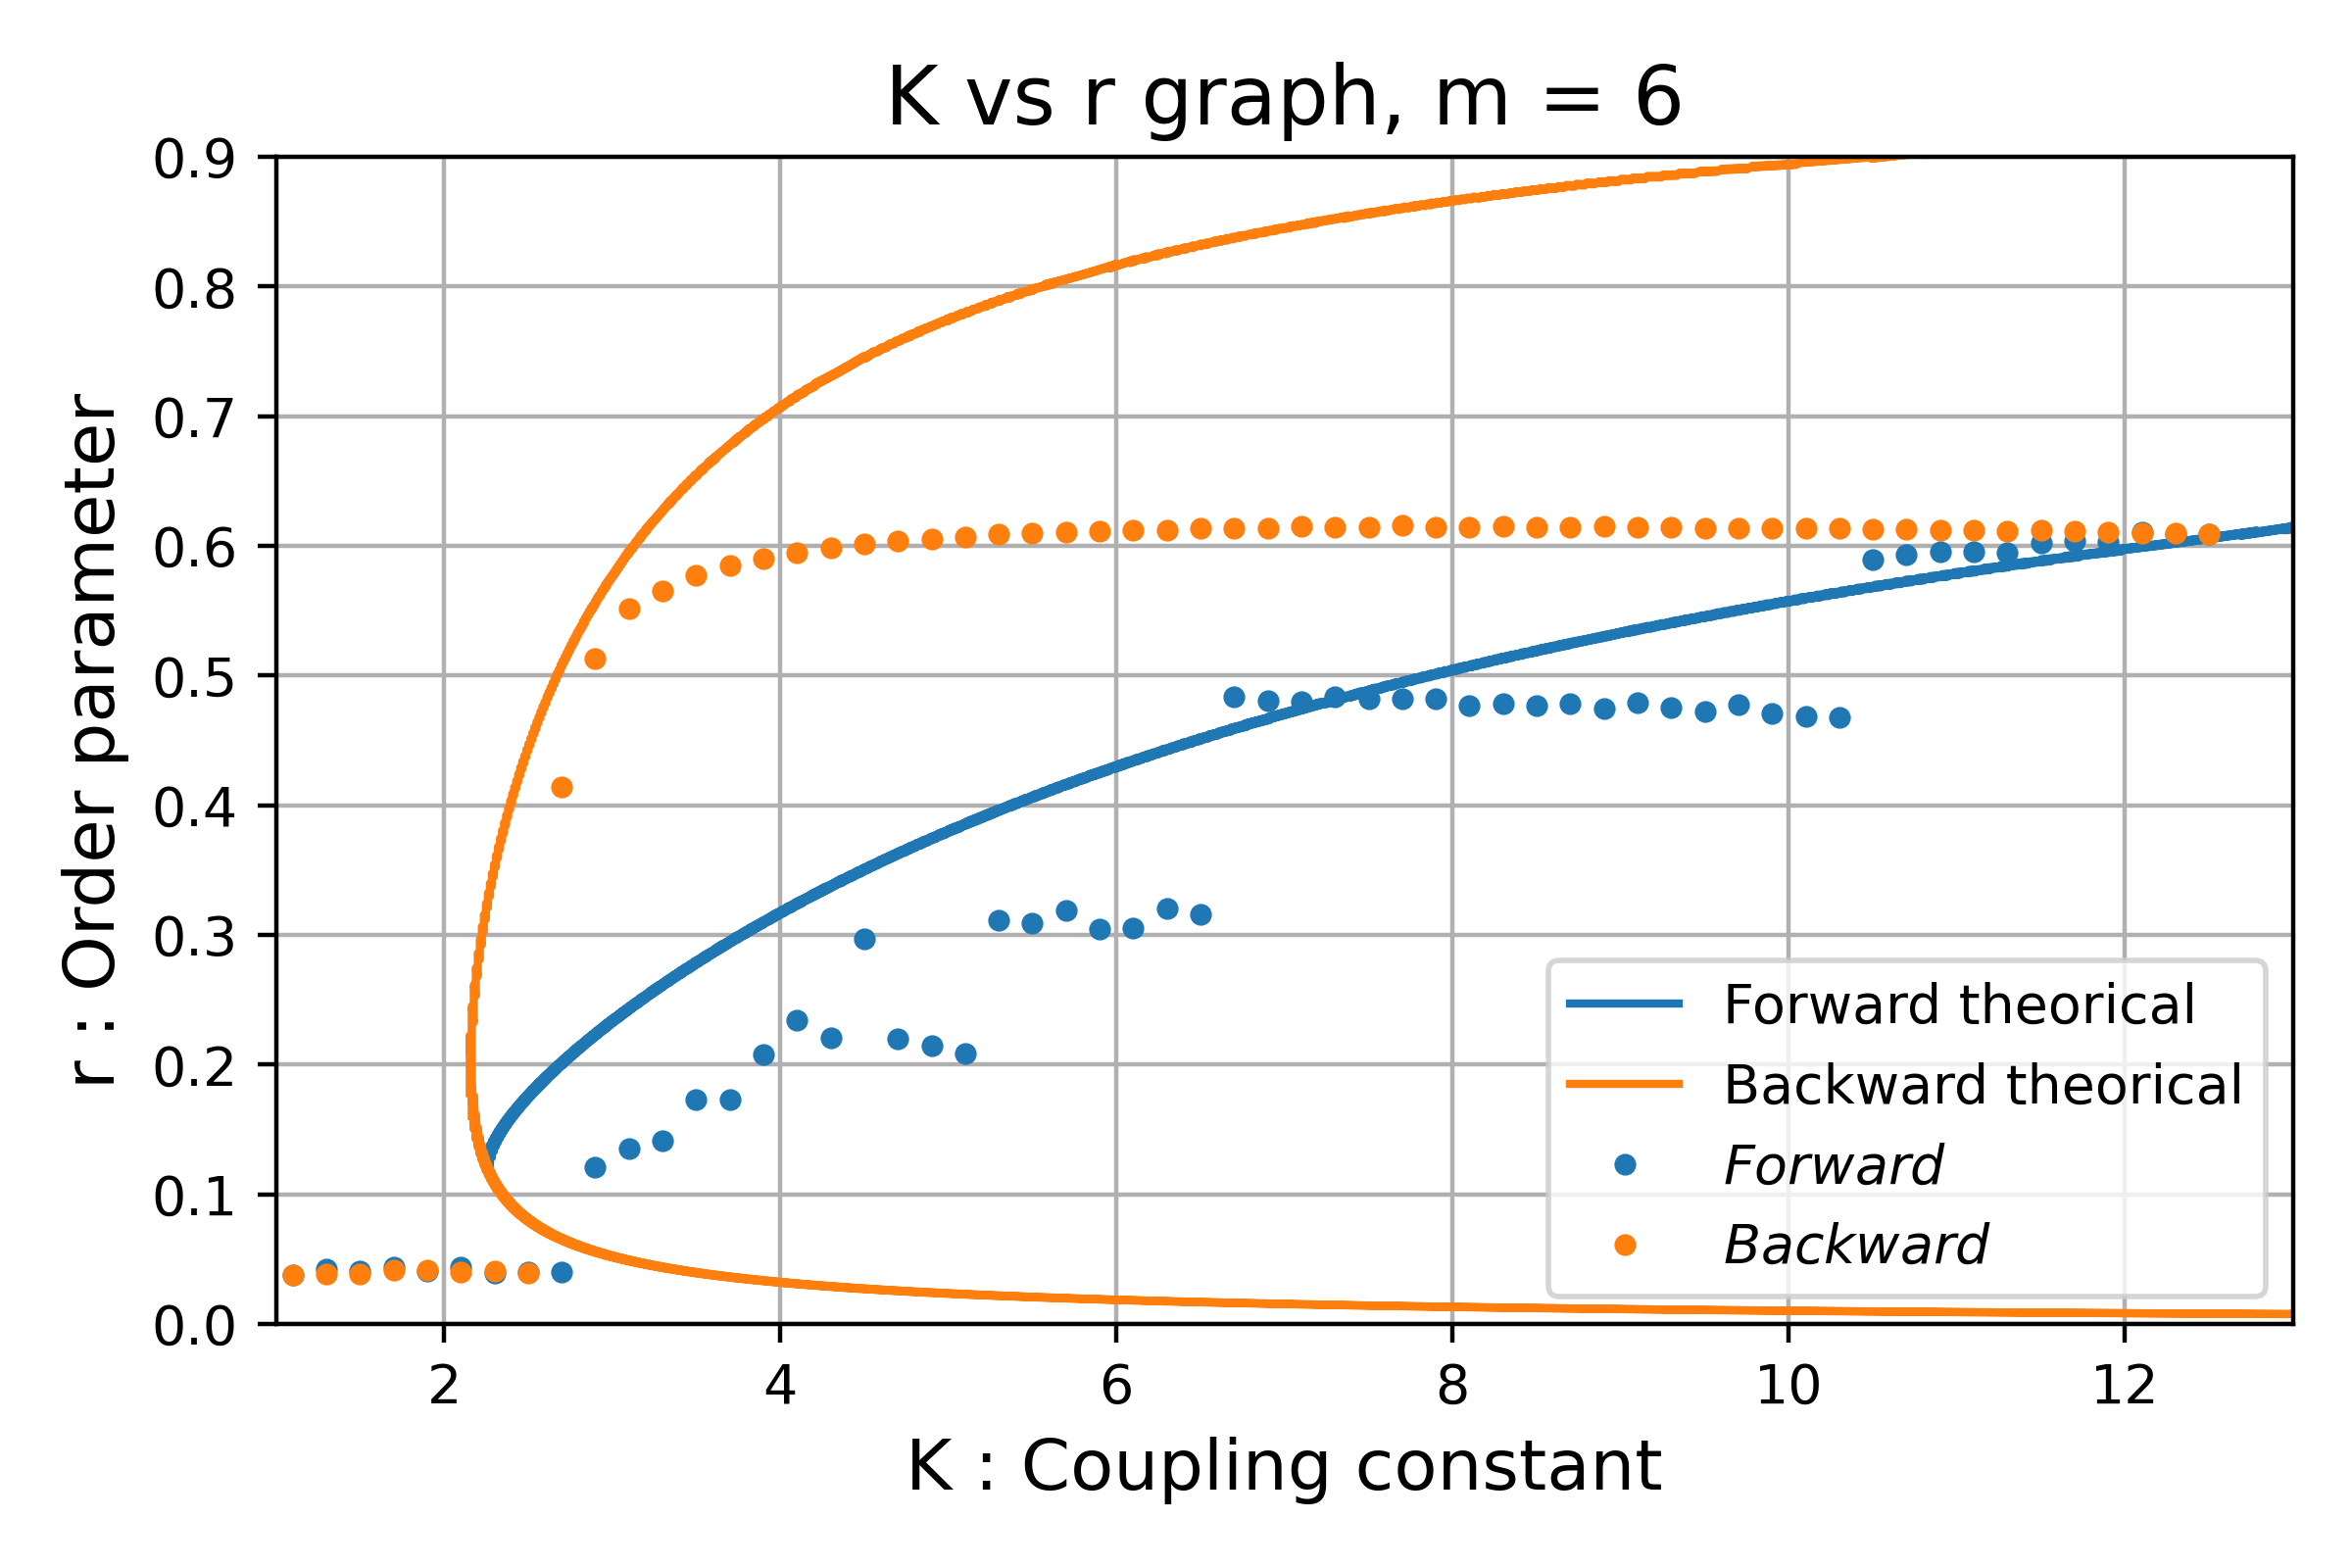 K vs r graph, m = 6
r : Order parameter
0.9
0.8
0.7
0.6
0.5
0.4
0.3
0.2
0.1
0.0
Forward theorical
Backward theorical
Forward
Backward
2 4 6 8 10 12
K : Coupling constant